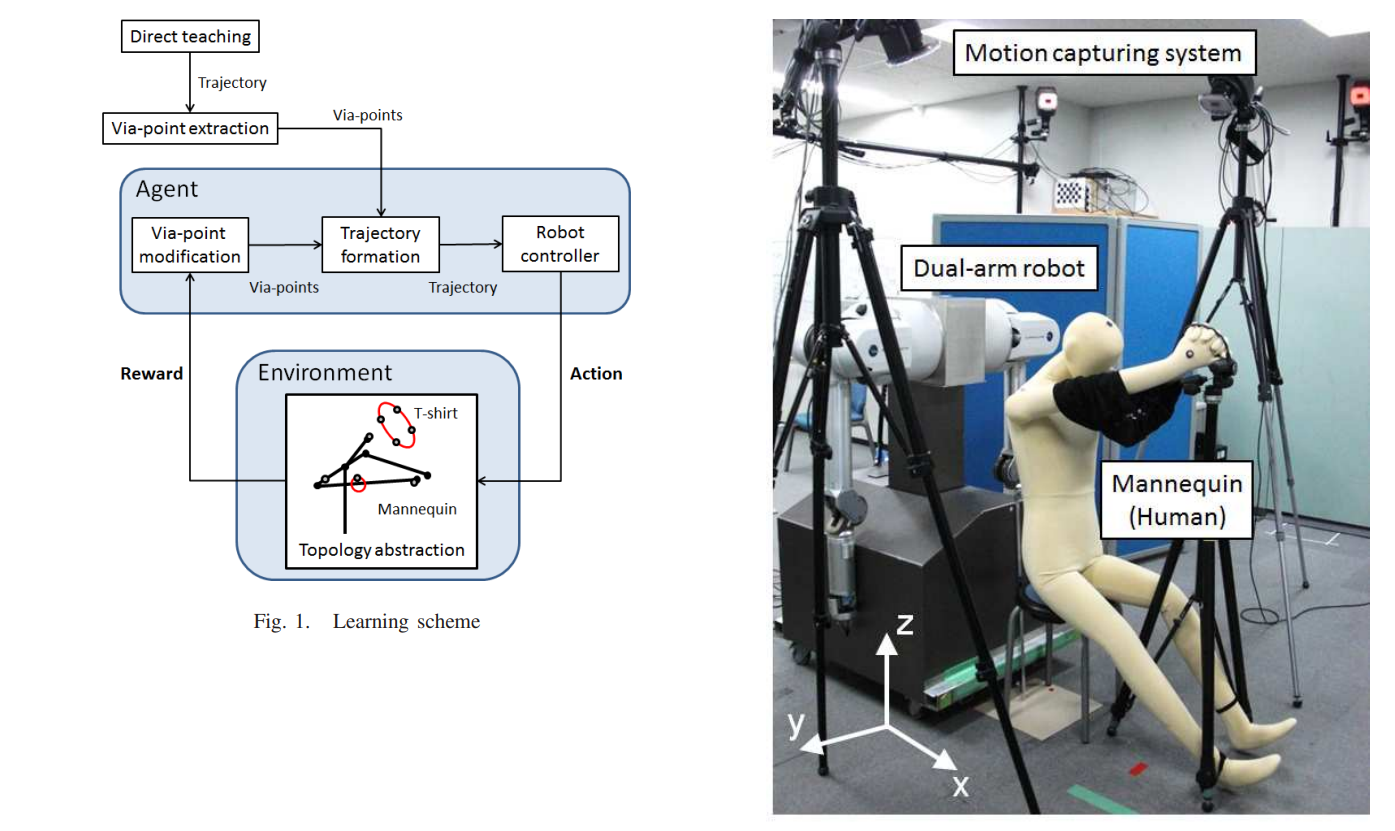 Direct teaching
Trajectory
Via-point extraction
Via-points
Agent
Via-point
modification
Trajectory
formation
Robot
controller
Via-points
Trajectory
Reward
Action
Environment
T-shirt
Mannequin
Topology abstraction
Fig. 1. Learning scheme
Motion capturing system
Dual-arm robot
Mannequin
(Human)
z
y
x